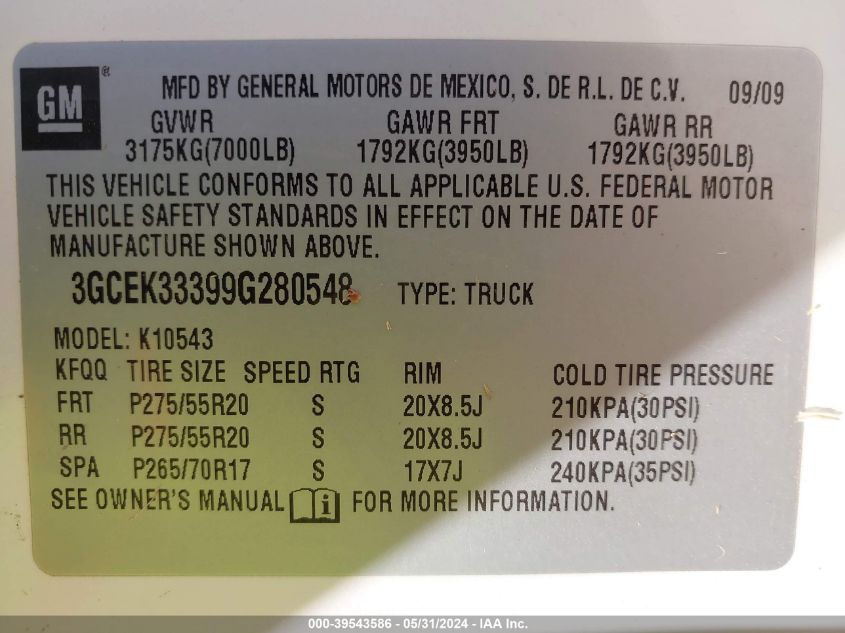 GM® MFD BY GENERAL MOTORS DE MEXICO, S. DE R.L. DE C.V. 09/09
GVWR GAWR FRT GAWR RR
3175KG(7000LB) 1792KG(3950LB) 1792KG(3950LB)
THIS VEHICLE CONFORMS TO ALL APPLICABLE U.S. FEDERAL MOTOR
VEHICLE SAFETY STANDARDS IN EFFECT ON THE DATE OF
MANUFACTURE SHOWN ABOVE.
3GCEK33399G280548 TYPE: TRUCK
MODEL: K10543
KFQQ TIRE SIZE SPEED RTG RIM COLD TIRE PRESSURE
FRT P275/55R20 S 20X8.5J 210KPA(30PSI)
RR P275/55R20 S 20X8.5J 210KPA(30PSI)
SPA P265/70R17 S 17X7J 240KPA(35PSI)
SEE OWNER'S MANUAL i FOR MORE INFORMATION.
000-39543586 - 05/31/2024 - IAA Inc.